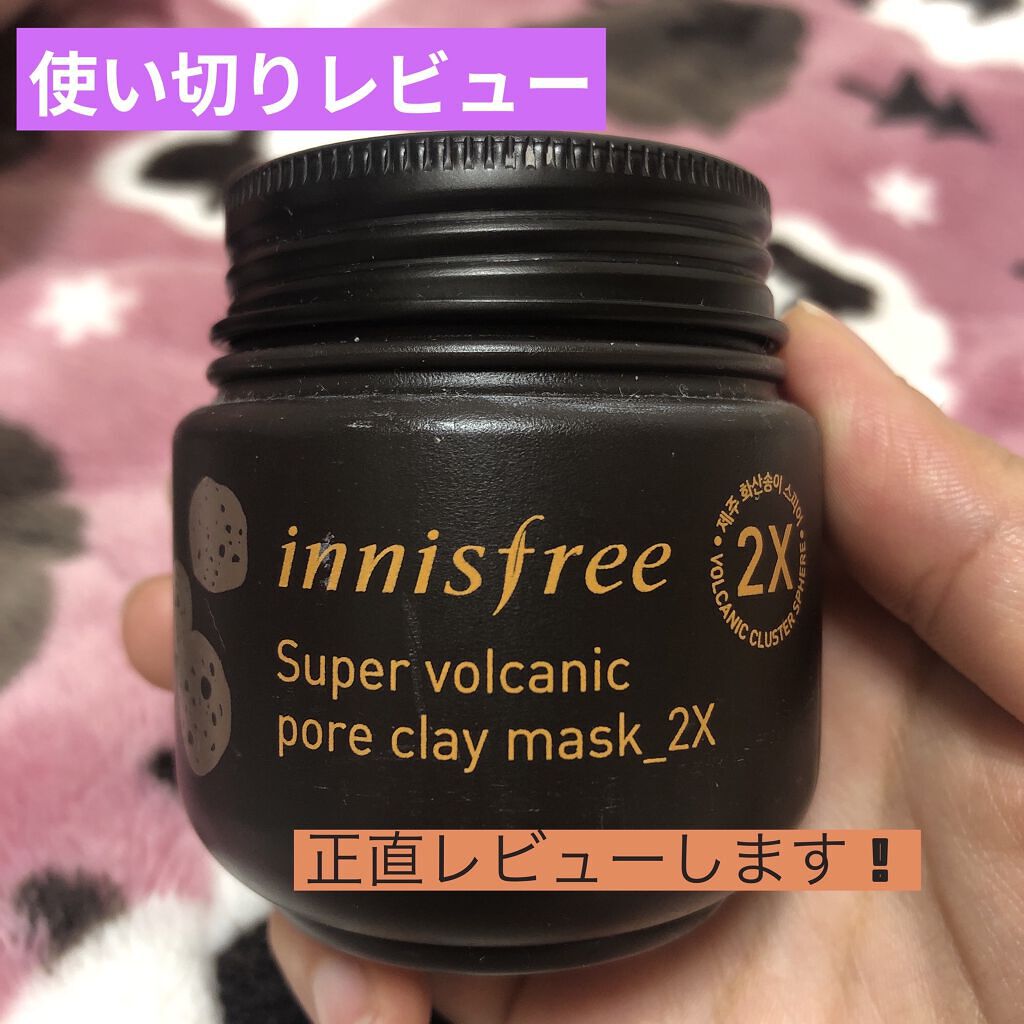 使い切りレビュー
innisfree
제주 화산송이 스피어
2X
VOLCANIC CLUSTER SPHERE
Super volcanic
pore clay mask_2X
正直レビューします❗